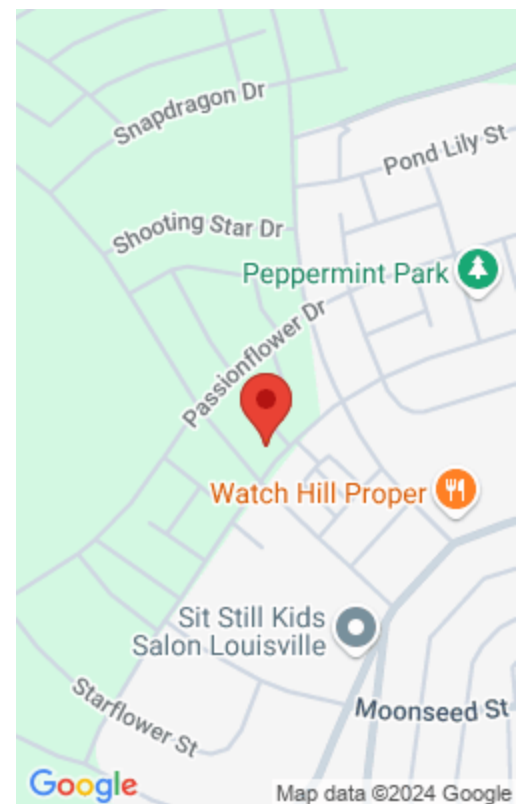 Snapdragon Dr
Pond Lily St
Shooting Star Dr
Peppermint Park
Passionflower Dr
Watch Hill Proper
Sit Still Kids
Salon Louisville
Moonseed St
Starflower St
Google
Map data ©2024 Google